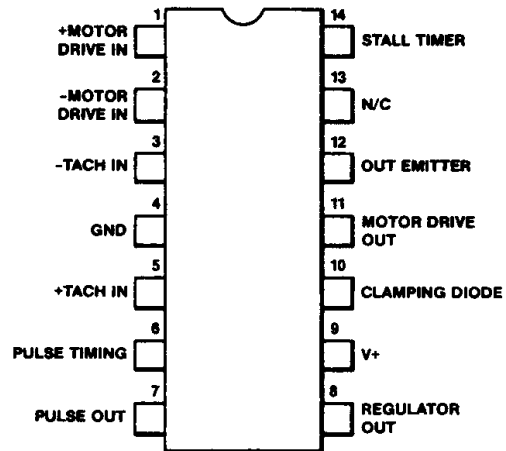 1
+MOTOR
DRIVE IN
2
-MOTOR
DRIVE IN
3
-TACH IN
4
GND
5
+TACH IN
6
PULSE TIMING
7
PULSE OUT
14
STALL TIMER
13
N/C
12
OUT EMITTER
11
MOTOR DRIVE
OUT
10
CLAMPING DIODE
9
V+
8
REGULATOR
OUT